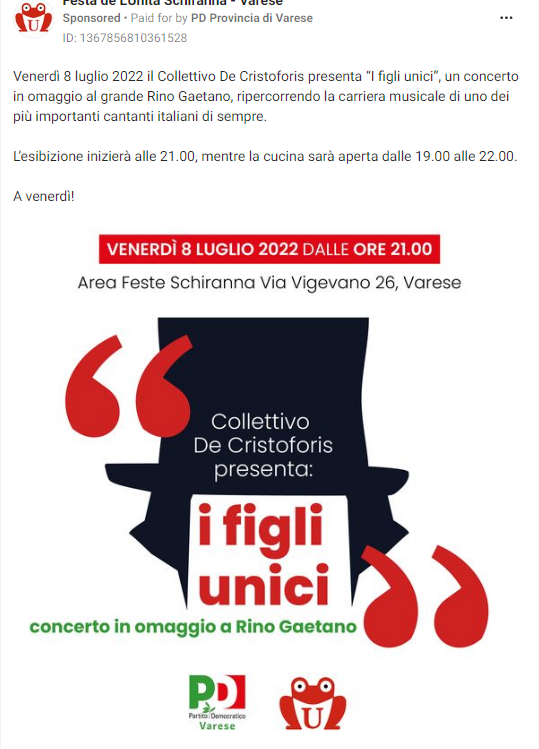 Festa de L'Unità Schiranna - Varese
Sponsored • Paid for by PD Provincia di Varese
ID: 1367856810361528
Venerdì 8 luglio 2022 il Collettivo De Cristoforis presenta "I figli unici", un concerto
in omaggio al grande Rino Gaetano, ripercorrendo la carriera musicale di uno dei
più importanti cantanti italiani di sempre.
L'esibizione inizierà alle 21.00, mentre la cucina sarà aperta dalle 19.00 alle 22.00.
A venerdì!
VENERDÌ 8 LUGLIO 2022 DALLE ORE 21.00
Area Feste Schiranna Via Vigevano 26, Varese
“
Collettivo
De Cristoforis
presenta:
i figli
unici
”
concerto in omaggio a Rino Gaetano
PD
Partito Democratico
Varese
U
U